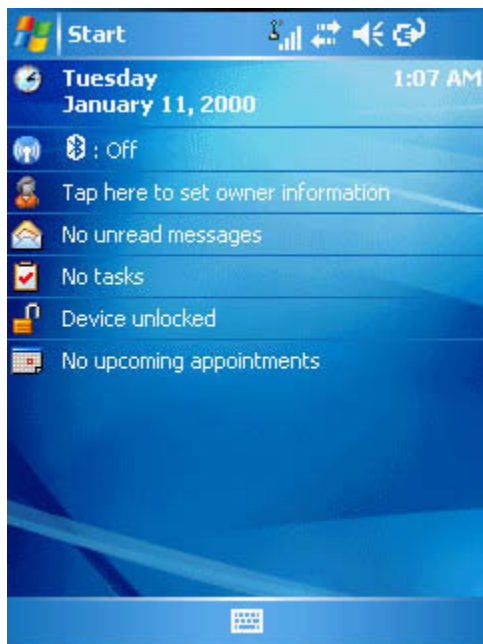 Start
Tuesday 1:07 AM
January 11, 2000
: Off
Tap here to set owner information
No unread messages
No tasks
Device unlocked
No upcoming appointments